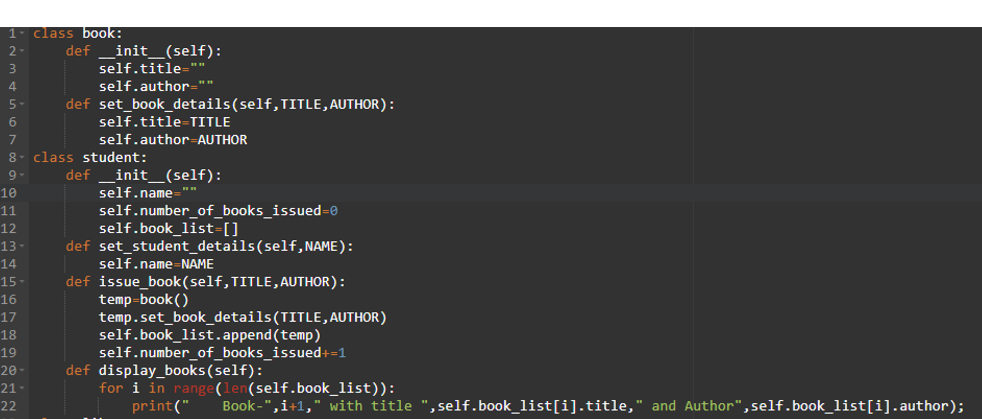 1 class book:
2     def __init__(self):
3         self.title=""
4         self.author=""
5     def set_book_details(self,TITLE,AUTHOR):
6         self.title=TITLE
7         self.author=AUTHOR
8 class student:
9     def __init__(self):
10         self.name=""
11         self.number_of_books_issued=0
12         self.book_list=[]
13     def set_student_details(self,NAME):
14         self.name=NAME
15     def issue_book(self,TITLE,AUTHOR):
16         temp=book()
17         temp.set_book_details(TITLE,AUTHOR)
18         self.book_list.append(temp)
19         self.number_of_books_issued+=1
20     def display_books(self):
21         for i in range(len(self.book_list)):
22             print("    Book-",i+1," with title ",self.book_list[i].title," and Author",self.book_list[i].author);